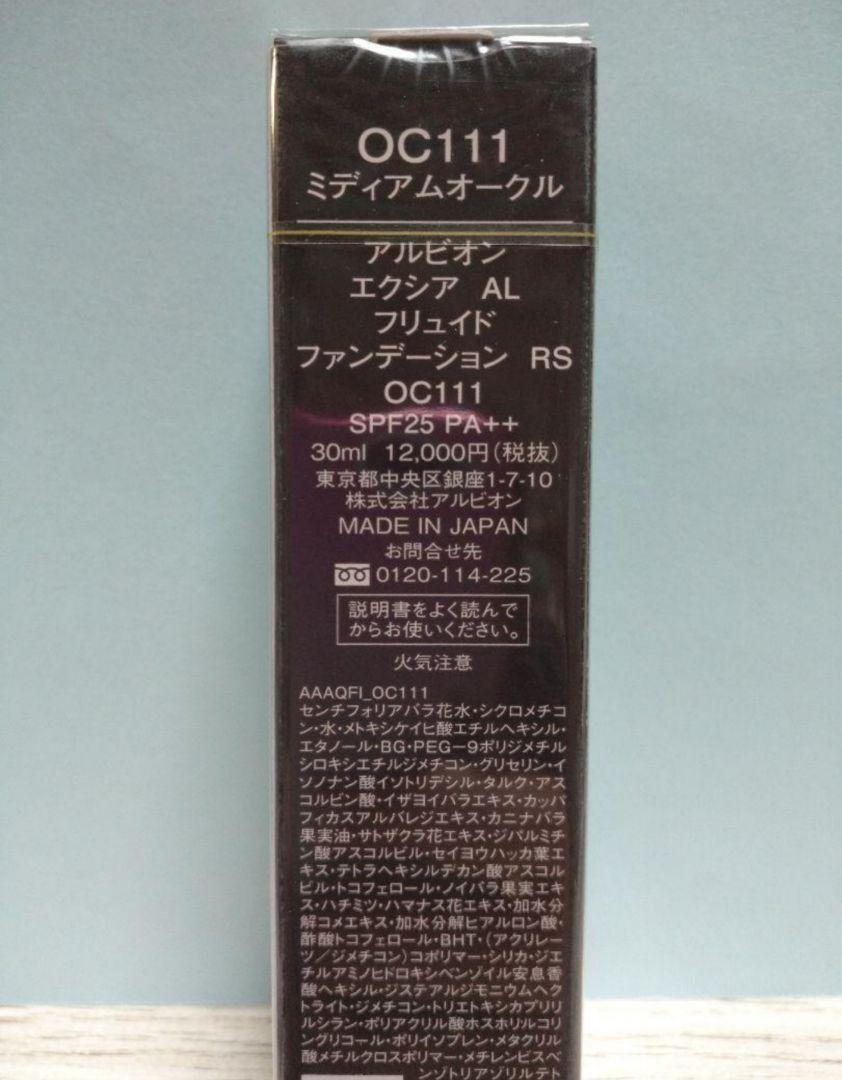 OC111
ミディアムオークル
アルビオン
エクシア AL
フリュイド
ファンデーション RS
OC111
SPF25 PA++
30ml 12,000円(税抜)
東京都中央区銀座1-7-10
株式会社アルビオン
MADE IN JAPAN
お問合せ先
0120-114-225
説明書をよく読んで
からお使いください。
火気注意
AAAQFI_OC111
センチフォリアバラ花水・シクロメチコ
ン・水・メトキシケイヒ酸エチルヘキシル・
エタノール・BG・PEG-9ポリジメチル
シロキシエチルジメチコン・グリセリン・イ
ソノナン酸イソトリデシル・タルク・アス
コルビン酸・イザヨイバラエキス・カッパ
フィカスアルバレジエキス・カニナバラ
果実油・サトザクラ花エキス・ジパルミチ
ン酸アスコルビル・セイヨウハッカ葉エ
キス・テトラヘキシルデカン酸アスコル
ビル・トコフェロール・ノイバラ果実エキ
ス・ハチミツ・ハマナス花エキス・加水分
解コメエキス・加水分解ヒアルロン酸・
酢酸トコフェロール・BHT・(アクリレー
ツ/ジメチコン)コポリマー・シリカ・ジエ
チルアミノヒドロキシベンゾイル安息香
酸ヘキシル・ジステアルジモニウムヘク
トライト・ジメチコン・トリエトキシカプリリ
ルシラン・ポリアクリル酸ホスホリルコリ
ングリコール・ポリイソプレン・メタクリル
酸メチルクロスポリマー・メチレンビスベ
ンゾトリアゾリルテト